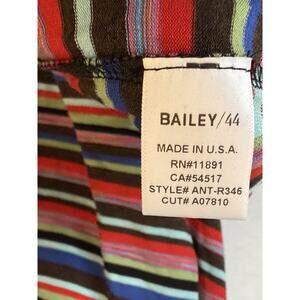 BAILEY/44
MADE IN U.S.A.
RN#11891
CA#54517
STYLE# ANT-R346
CUT# A07810